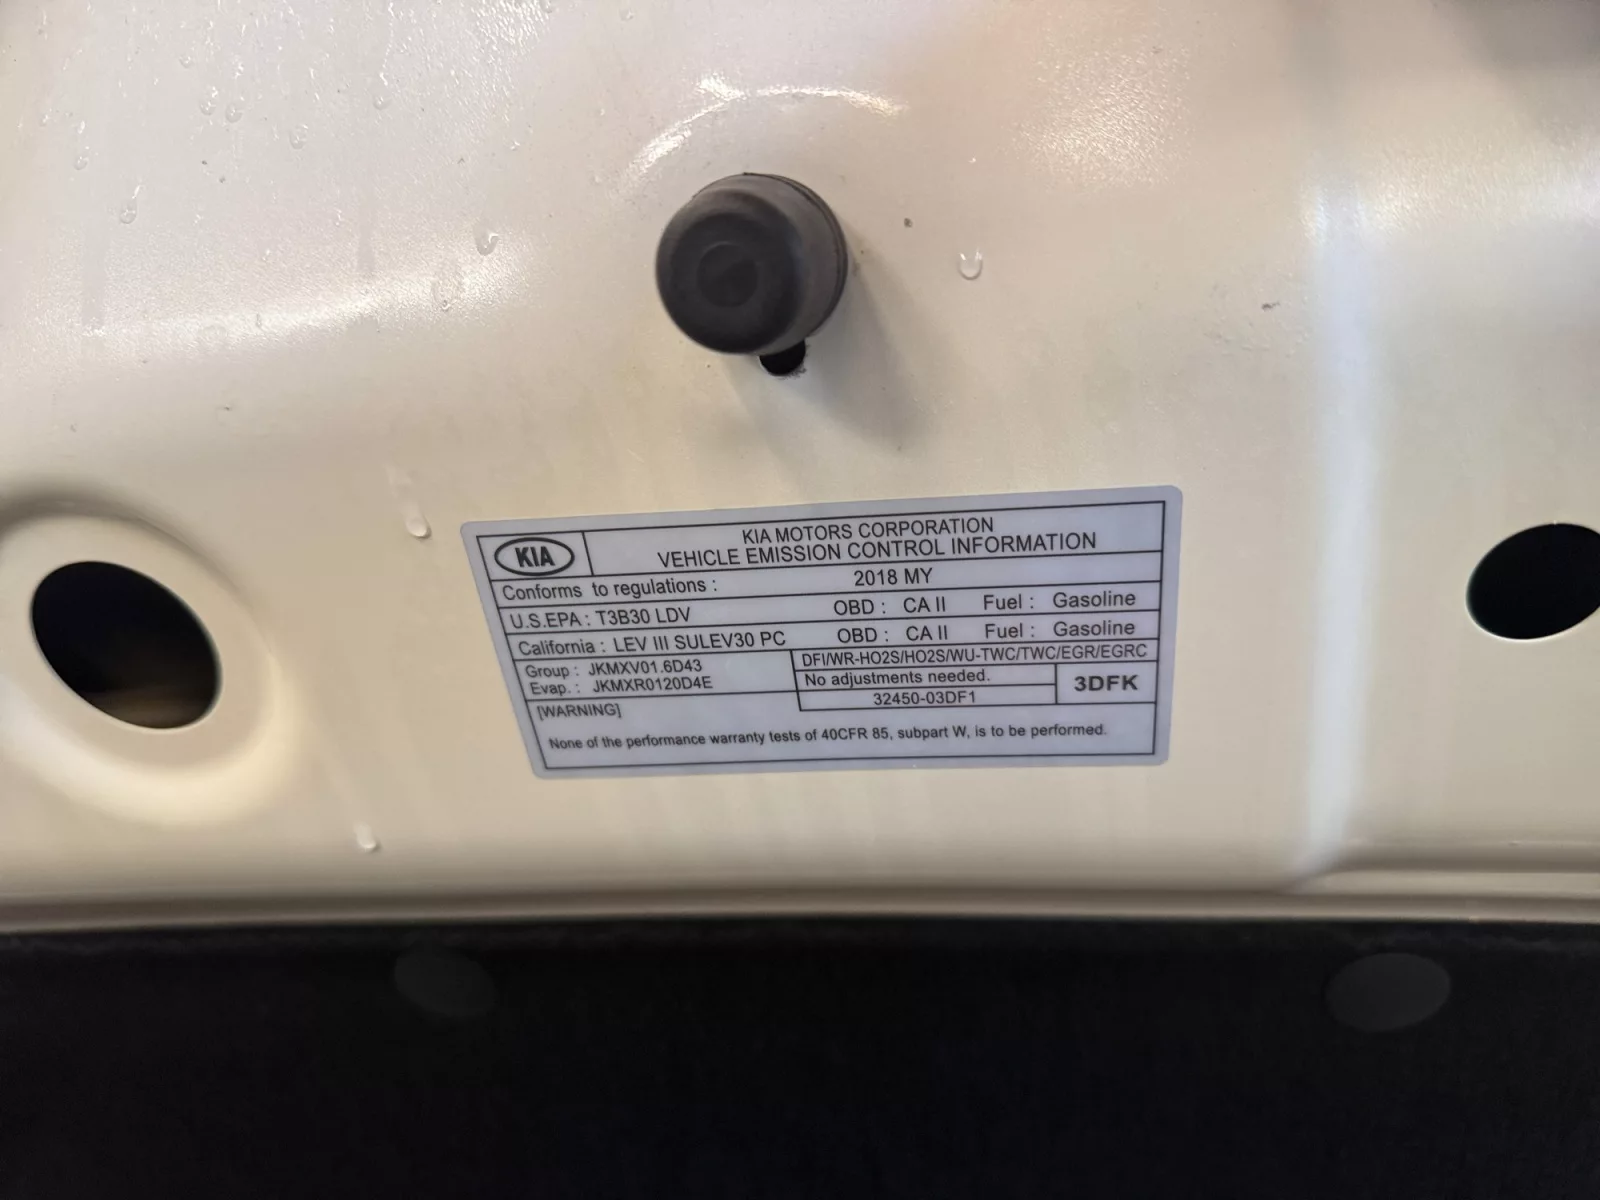 KIA
KIA MOTORS CORPORATION
VEHICLE EMISSION CONTROL INFORMATION
Conforms to regulations : 2018 MY
U.S.EPA : T3B30 LDV OBD : CA II Fuel : Gasoline
California : LEV III SULEV30 PC OBD : CA II Fuel : Gasoline
Group : JKMXV01.6D43
Evap. : JKMXR0120D4E
DFI/WR-HO2S/HO2S/WU-TWC/TWC/EGR/EGRC
No adjustments needed.
32450-03DF1
3DFK
[WARNING]
None of the performance warranty tests of 40CFR 85, subpart W, is to be performed.